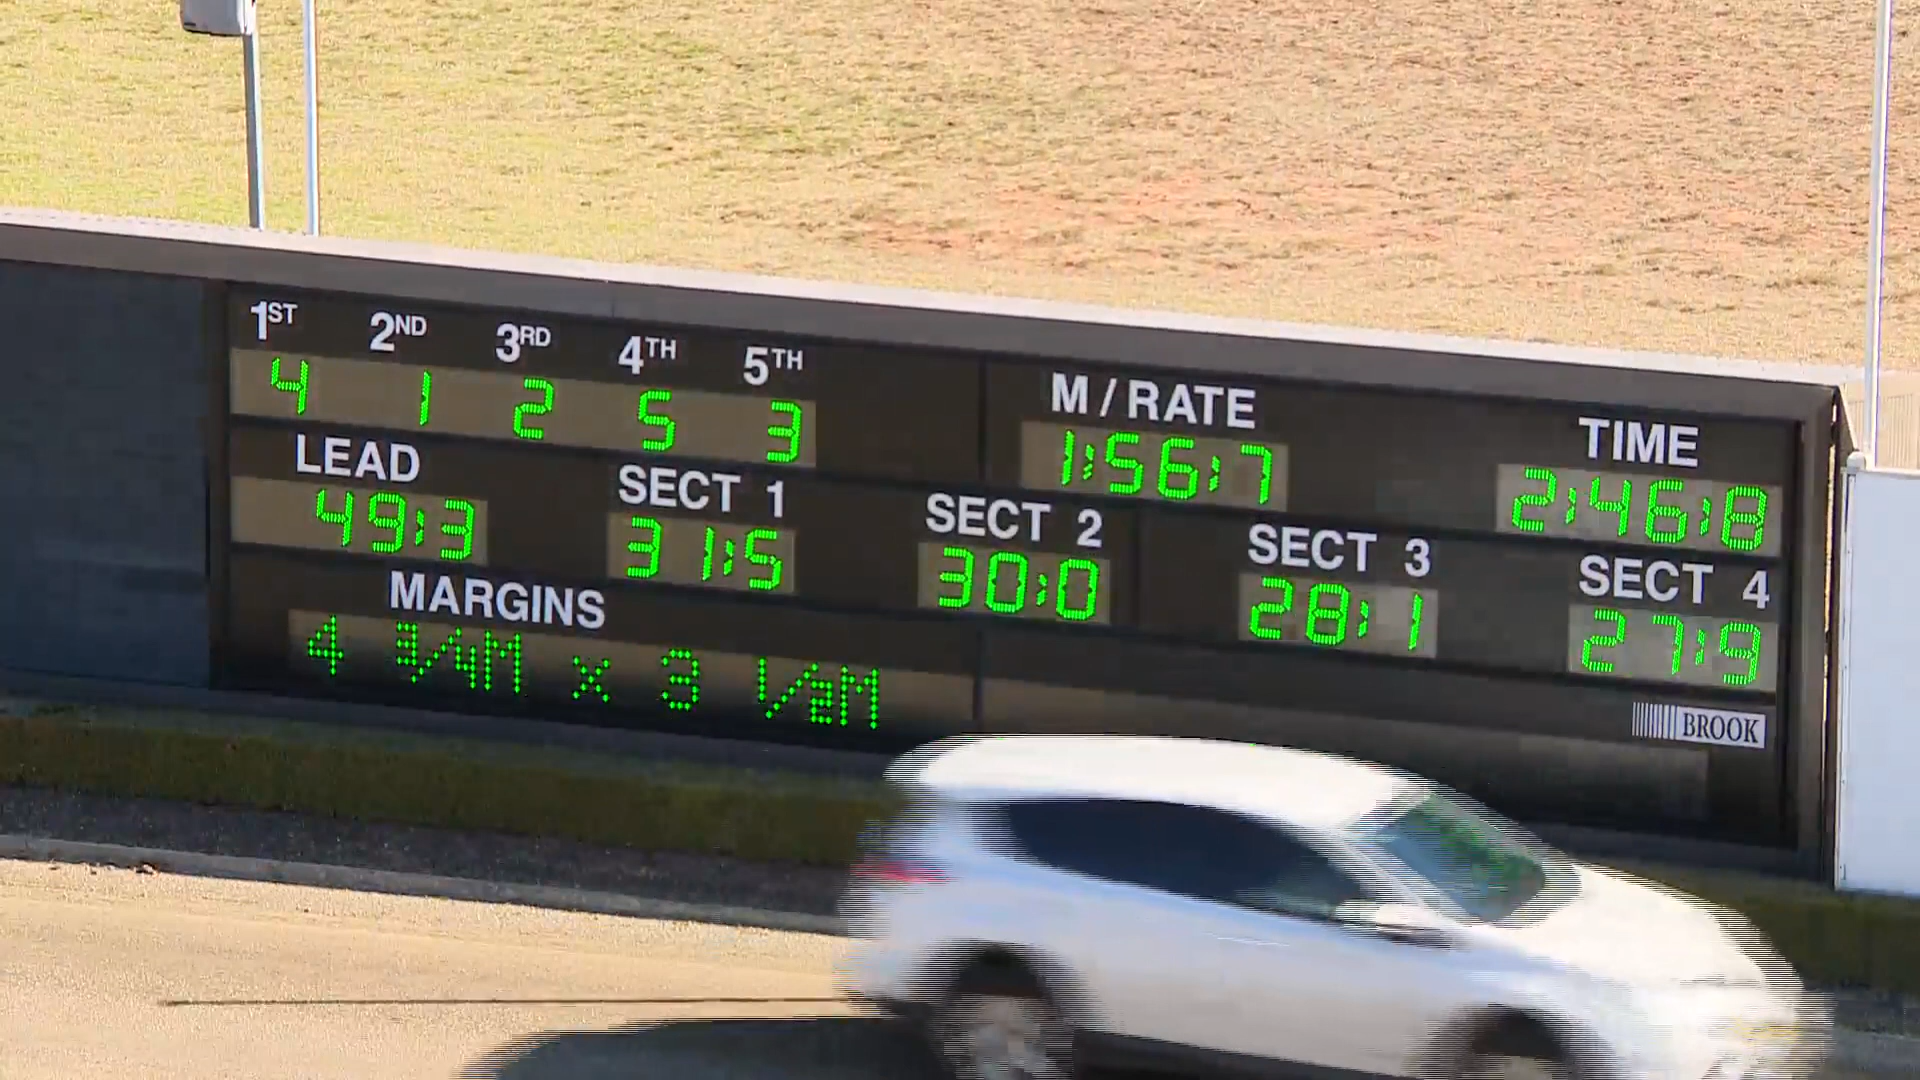 1ST 2ND 3RD 4TH 5TH
4 1 2 5 3
M / RATE TIME
1:56:7 2:46:8
LEAD SECT 1 SECT 2 SECT 3 SECT 4
49:3 31:5 30:0 28:1 27:9
MARGINS
4 3/4M x 3 1/2M
BROOK